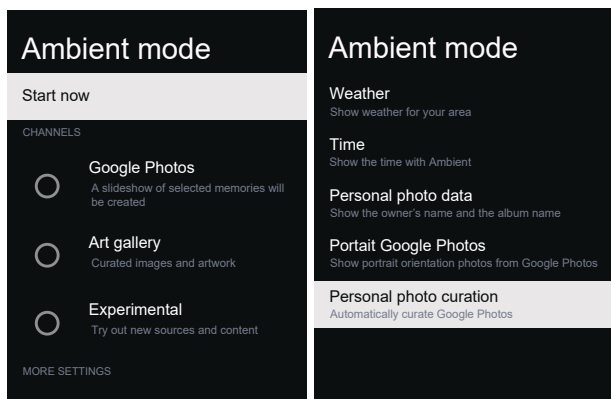 Ambient mode
Start now
CHANNELS
Google Photos
A slideshow of selected memories will
be created
Art gallery
Curated images and artwork
Experimental
Try out new sources and content
MORE SETTINGS
Ambient mode
Weather
Show weather for your area
Time
Show the time with Ambient
Personal photo data
Show the owner's name and the album name
Portait Google Photos
Show portrait orientation photos from Google Photos
Personal photo curation
Automatically curate Google Photos